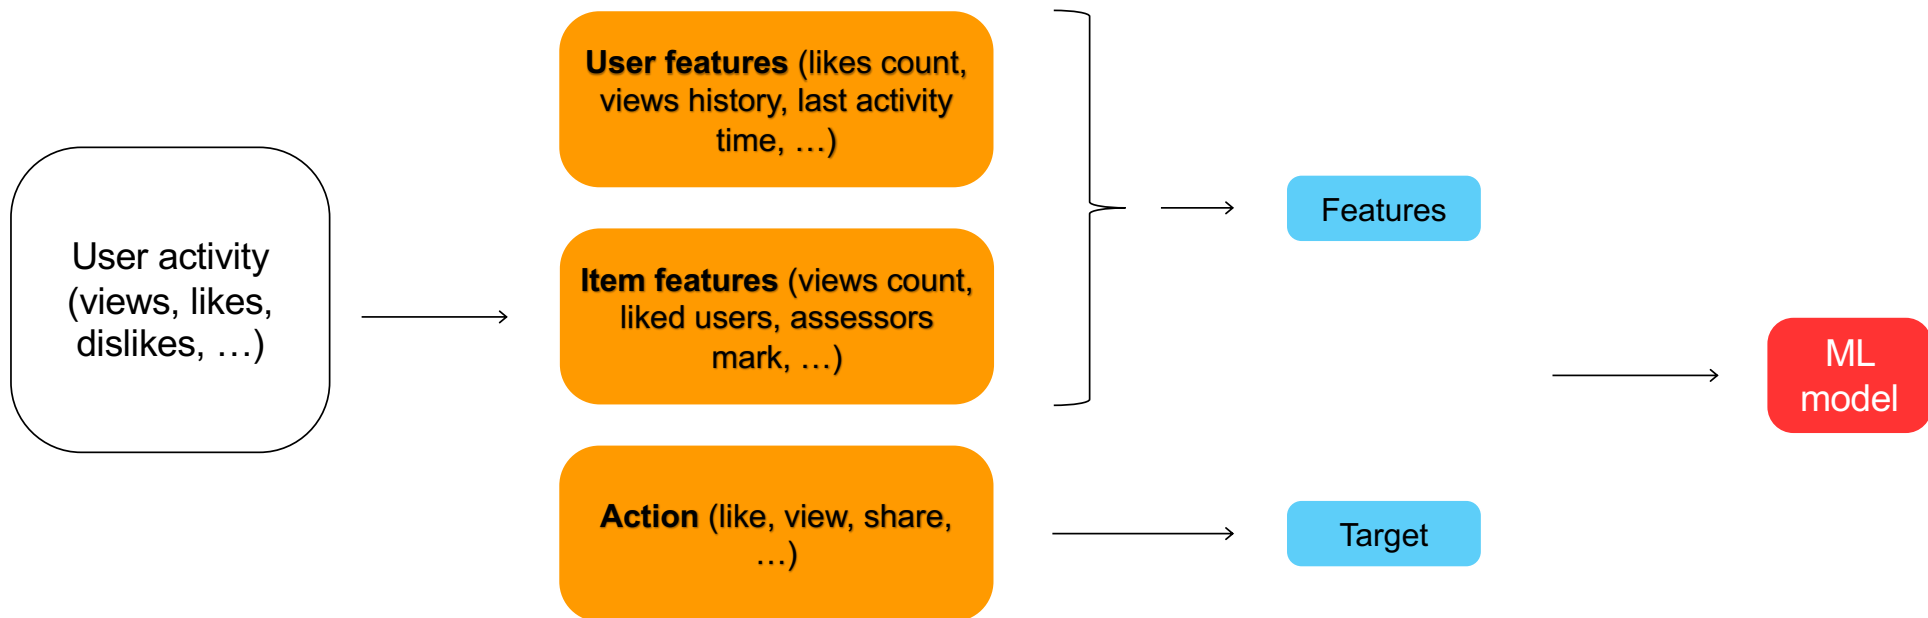 User activity
(views, likes,
dislikes, …)
User features (likes count,
views history, last activity
time, …)
Item features (views count,
liked users, assessors
mark, …)
Action (like, view, share,
…)
Features
Target
ML
model